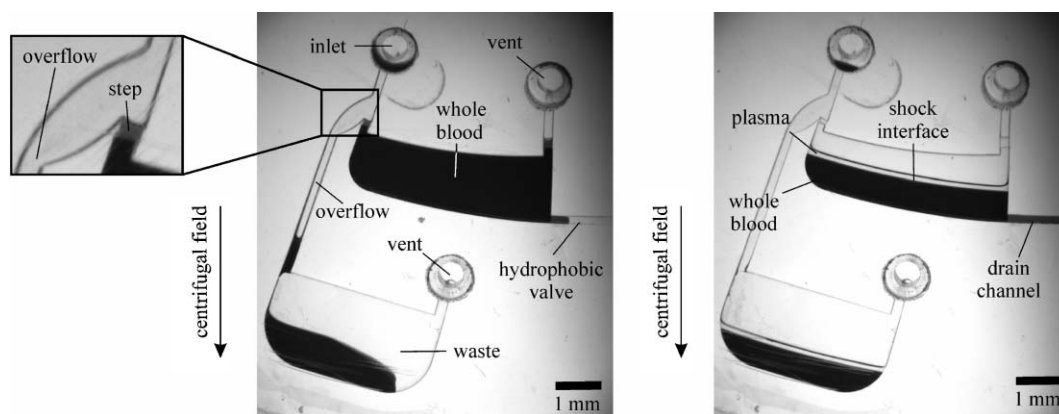 overflow
step
inlet
vent
whole
blood
overflow
vent
hydrophobic
valve
waste
centrifugal field
1 mm
plasma
shock
interface
whole
blood
drain
channel
centrifugal field
1 mm